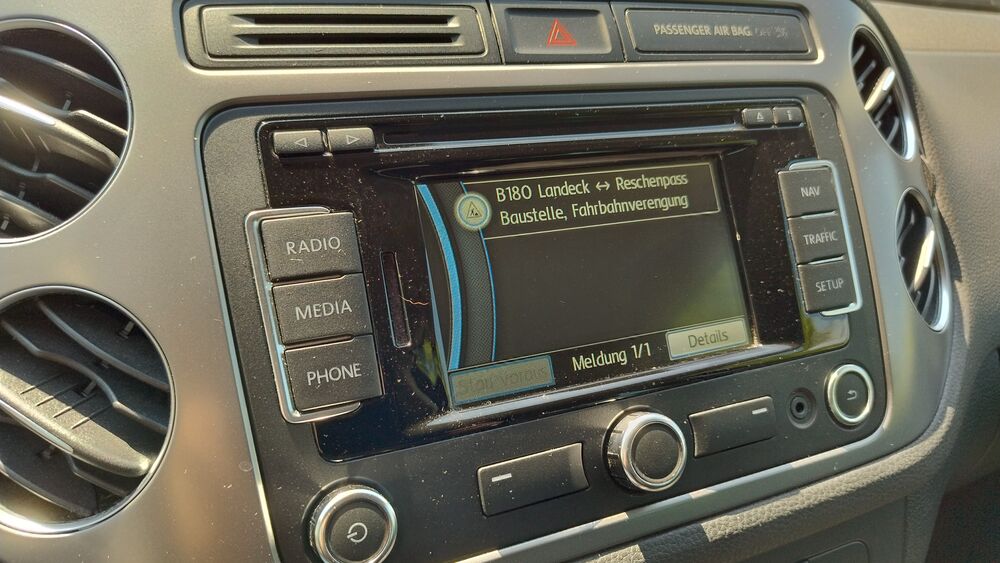 PASSENGER AIR BAG
B180 Landeck ↔ Reschenpass
Baustelle, Fahrbahnverengung
RADIO
MEDIA
PHONE
NAV
TRAFFIC
SETUP
Stau voraus
Meldung 1/1
Details